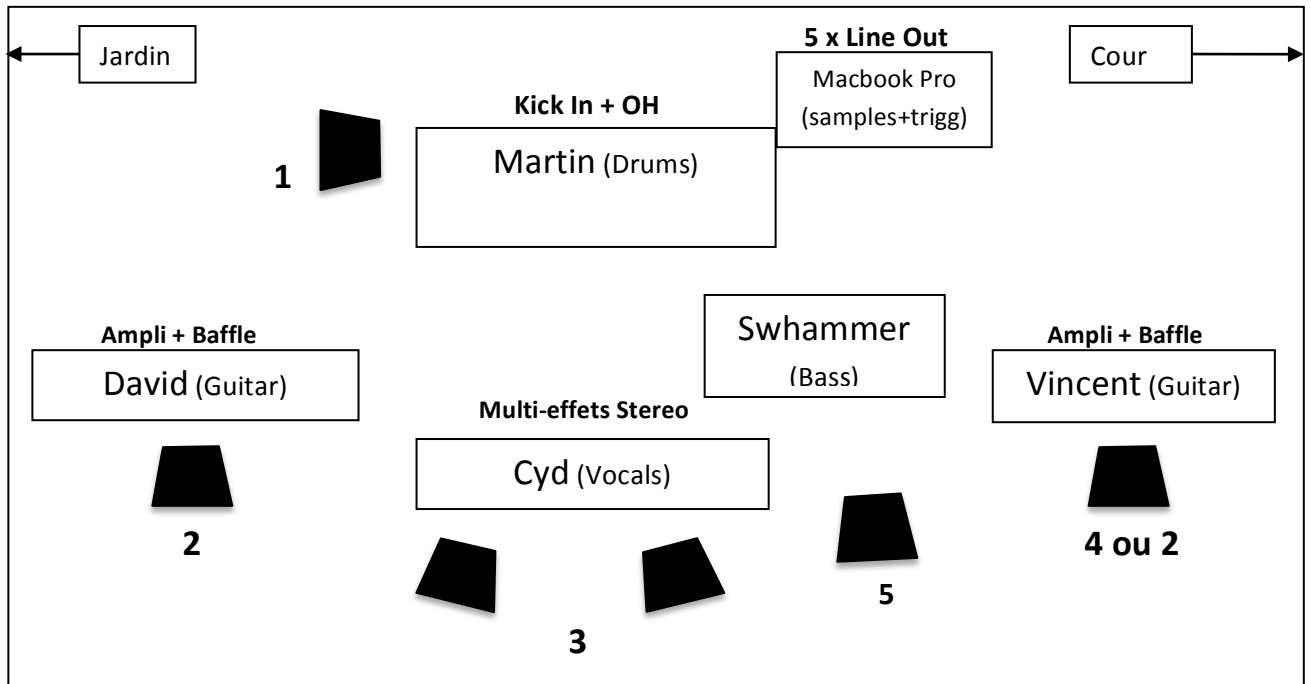 Jardin
5 x Line Out
Cour
Macbook Pro
(samples+trigg)
Kick In + OH
Martin (Drums)
1
Swhammer
(Bass)
Ampli + Baffle
David (Guitar)
Ampli + Baffle
Vincent (Guitar)
Multi-effets Stereo
Cyd (Vocals)
2
4 ou 2
5
3